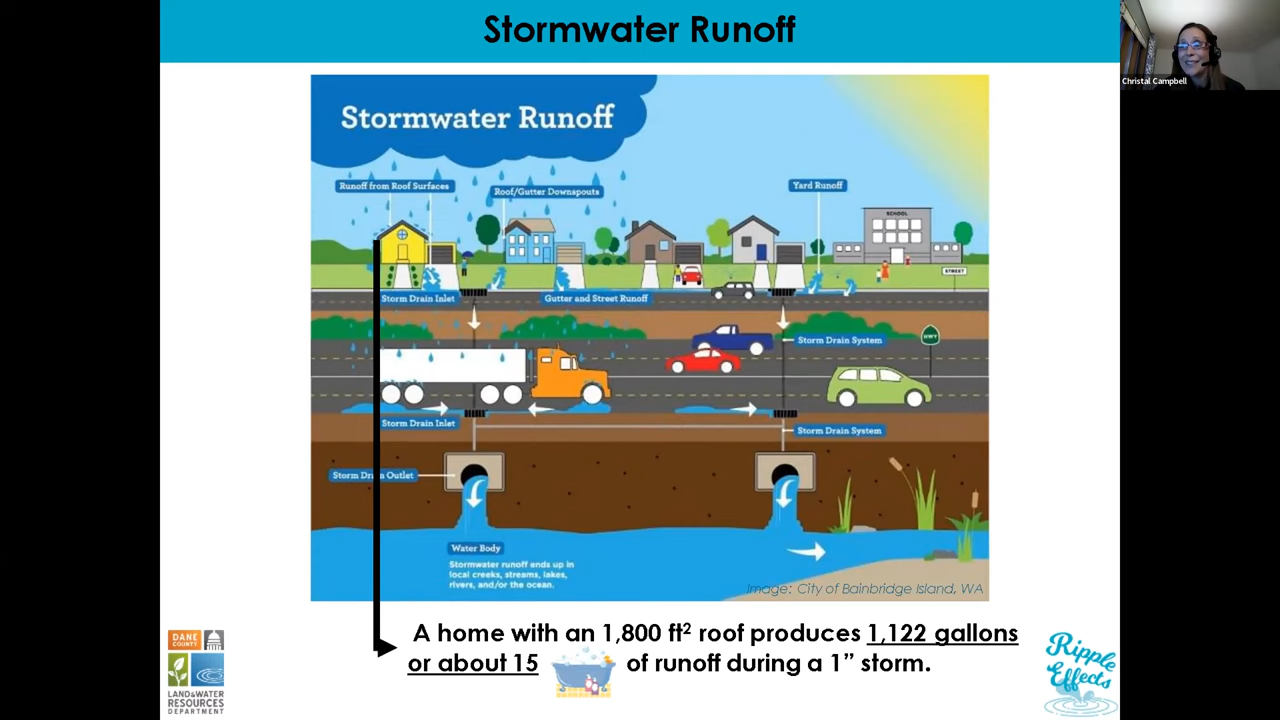 Stormwater Runoff
Christal Campbell
Stormwater Runoff
Runoff from Roof Surfaces
Roof/Gutter Downspouts
Yard Runoff
SCHOOL
STREET
Storm Drain Inlet
Gutter and Street Runoff
HWY
Storm Drain System
Storm Drain Inlet
Storm Drain System
Storm Drain Outlet
Water Body
Stormwater runoff ends up in
local creeks, streams, lakes,
rivers, and/or the ocean.
Image: City of Bainbridge Island, WA
A home with an 1,800 ft² roof produces 1,122 gallons
or about 15 of runoff during a 1” storm.
DANE
COUNTY
LAND & WATER
RESOURCES
DEPARTMENT
Ripple
Effects